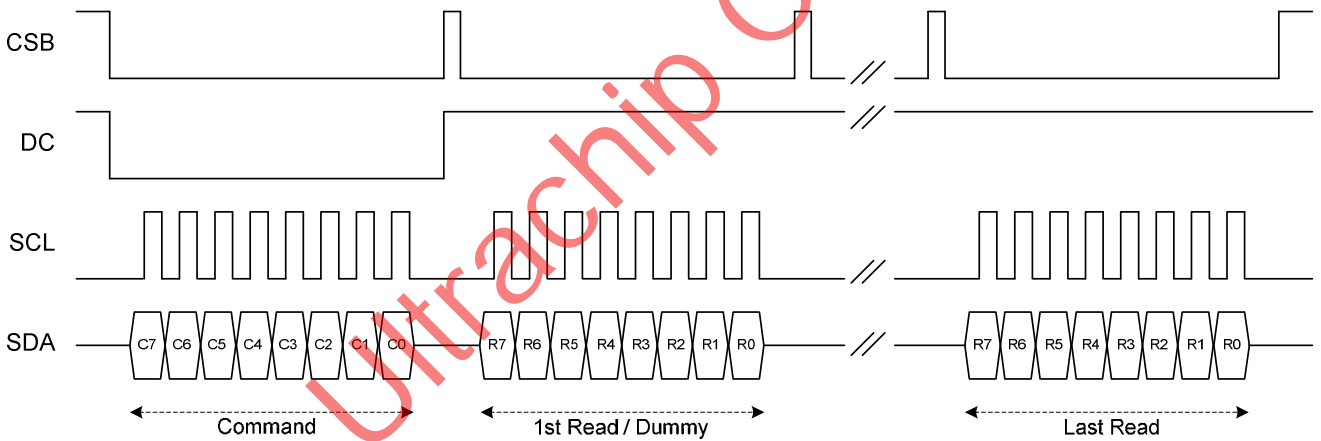 CSB
DC
SCL
SDA
C7 C6 C5 C4 C3 C2 C1 C0
R7 R6 R5 R4 R3 R2 R1 R0
R7 R6 R5 R4 R3 R2 R1 R0
Command
1st Read / Dummy
Last Read
Ultrachip C